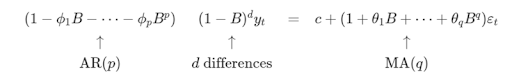 (1 − ϕ₁B − ⋯ − ϕₚBᵖ) (1 − B)ᵈyₜ = c + (1 + θ₁B + ⋯ + θ_qB^q)εₜ
↑ ↑ ↑
AR(p) d differences MA(q)